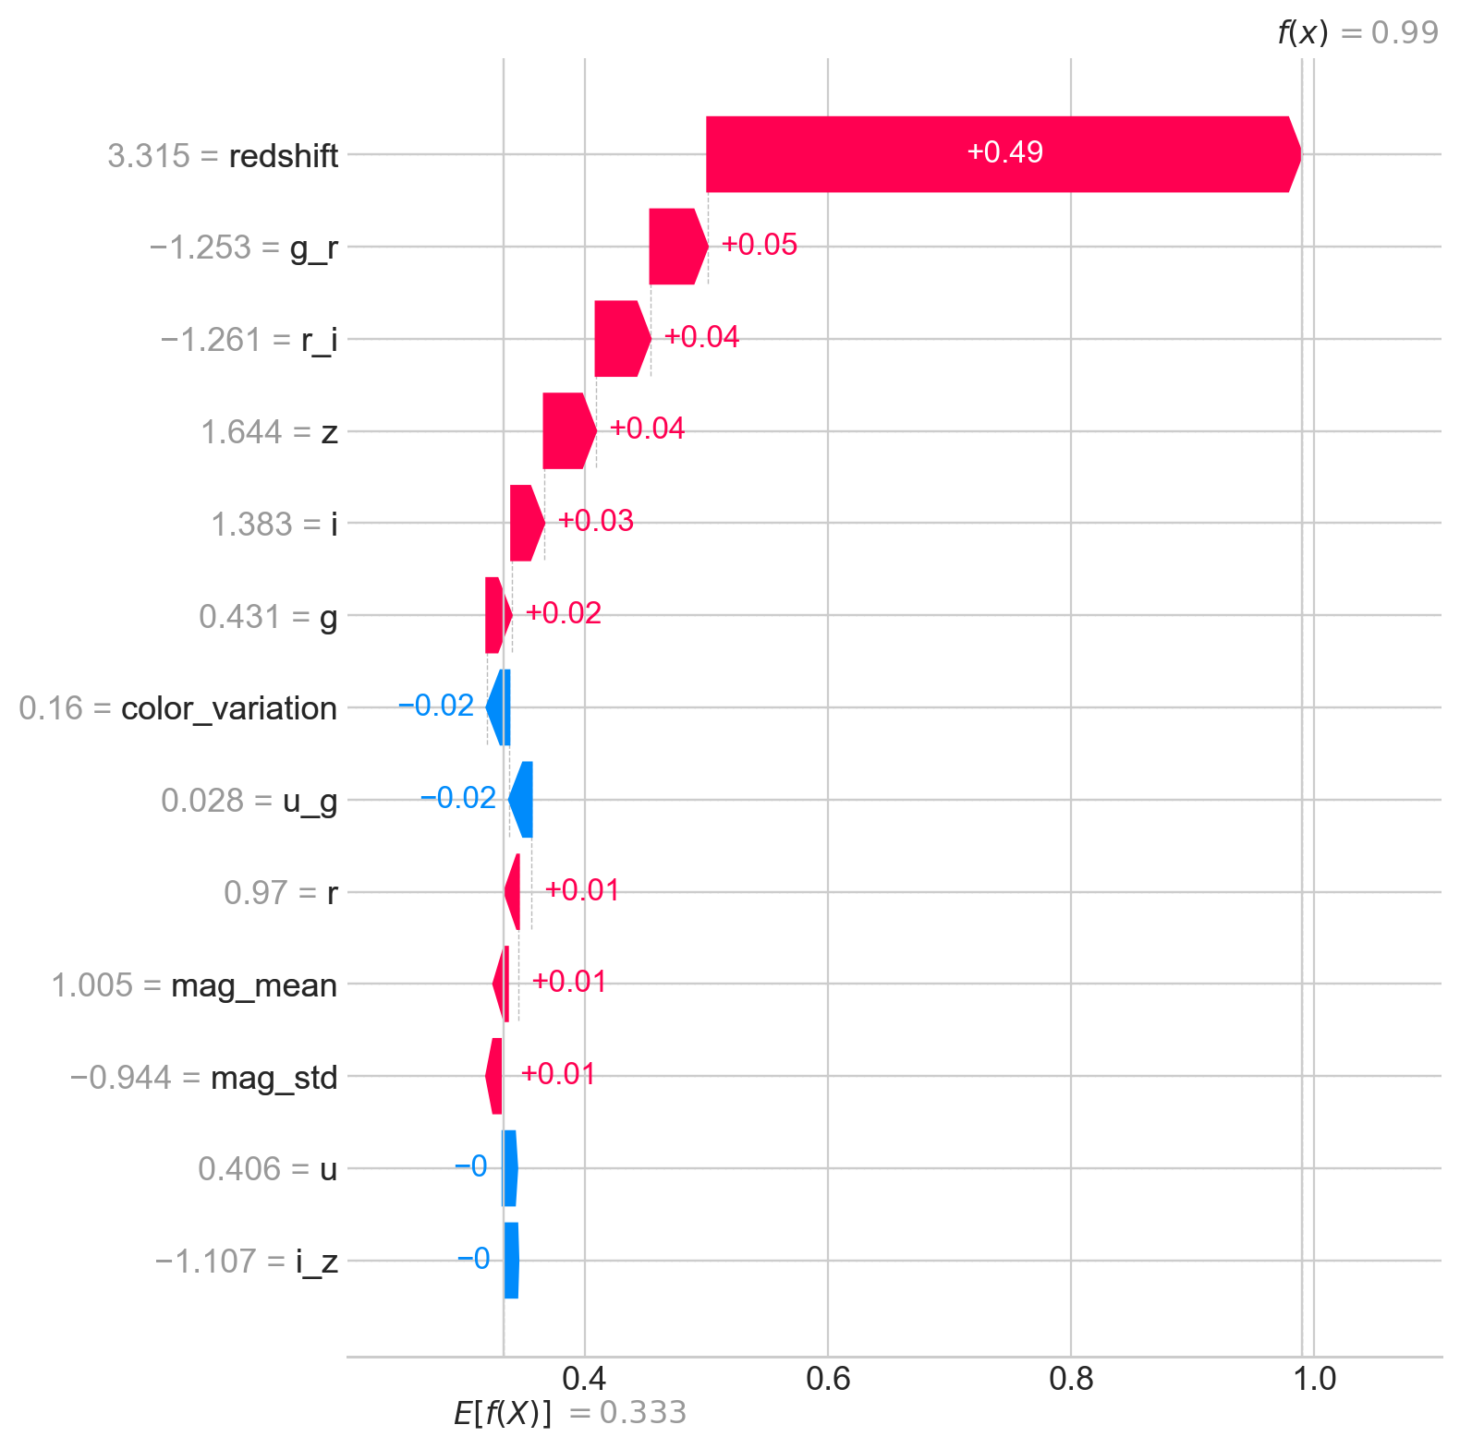 f(x) = 0.99
3.315 = redshift +0.49
−1.253 = g_r +0.05
−1.261 = r_i +0.04
1.644 = z +0.04
1.383 = i +0.03
0.431 = g +0.02
0.16 = color_variation −0.02
0.028 = u_g −0.02
0.97 = r +0.01
1.005 = mag_mean +0.01
−0.944 = mag_std +0.01
0.406 = u −0
−1.107 = i_z −0
0.4 0.6 0.8 1.0
E[f(X)] = 0.333